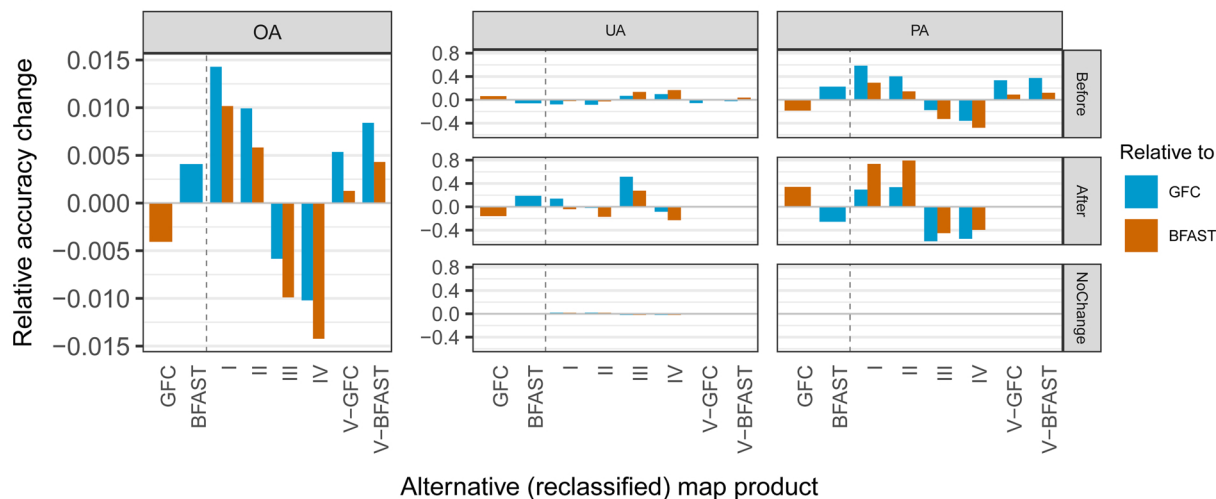 OA
UA
PA
Relative accuracy change
0.015
0.010
0.005
0.000
−0.005
−0.010
−0.015
0.8
0.4
0.0
−0.4
Before
0.8
0.4
0.0
−0.4
After
0.8
0.4
0.0
−0.4
NoChange
GFC
BFAST
I
II
III
IV
V−GFC
V−BFAST
GFC
BFAST
I
II
III
IV
V−GFC
V−BFAST
GFC
BFAST
I
II
III
IV
V−GFC
V−BFAST
Alternative (reclassified) map product
Relative to
GFC
BFAST